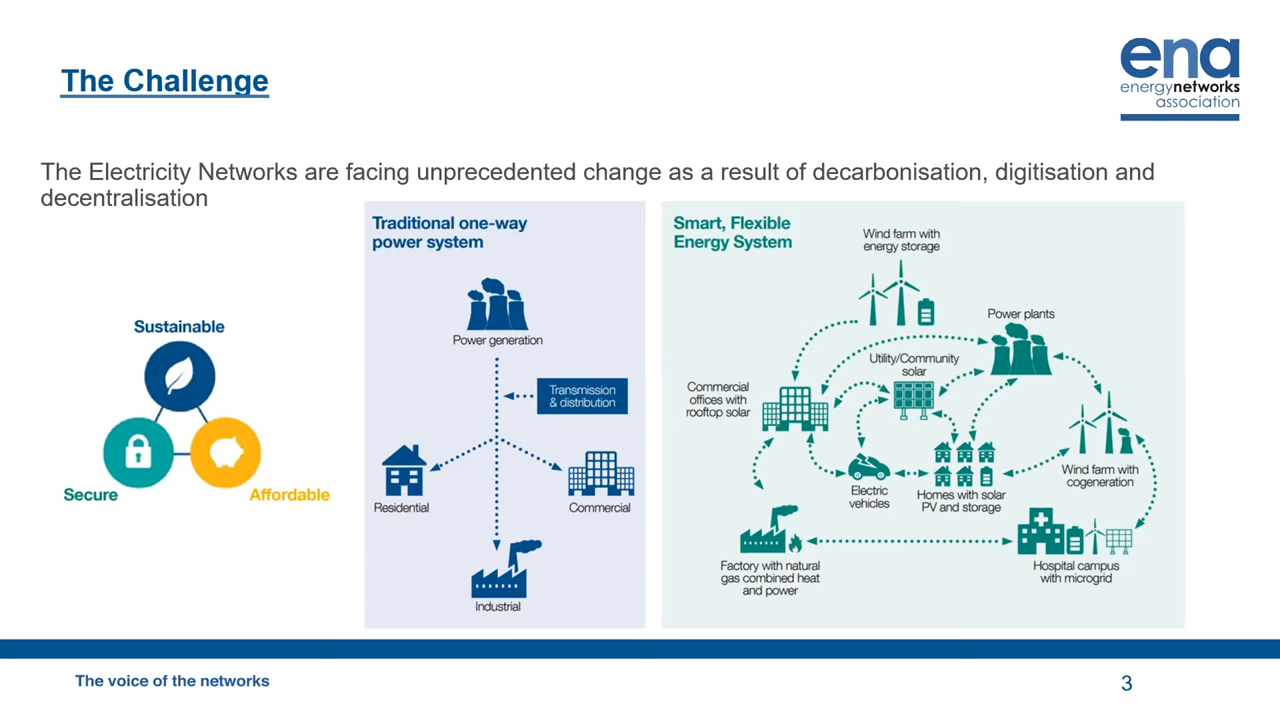 The Challenge
ena
energynetworks
association
The Electricity Networks are facing unprecedented change as a result of decarbonisation, digitisation and
decentralisation
Sustainable
Secure
Affordable
Traditional one-way
power system
Power generation
Transmission
& distribution
Residential
Commercial
Industrial
Smart, Flexible
Energy System
Wind farm with
energy storage
Power plants
Utility/Community
solar
Commercial
offices with
rooftop solar
Electric
vehicles
Homes with solar
PV and storage
Wind farm with
cogeneration
Factory with natural
gas combined heat
and power
Hospital campus
with microgrid
The voice of the networks
3